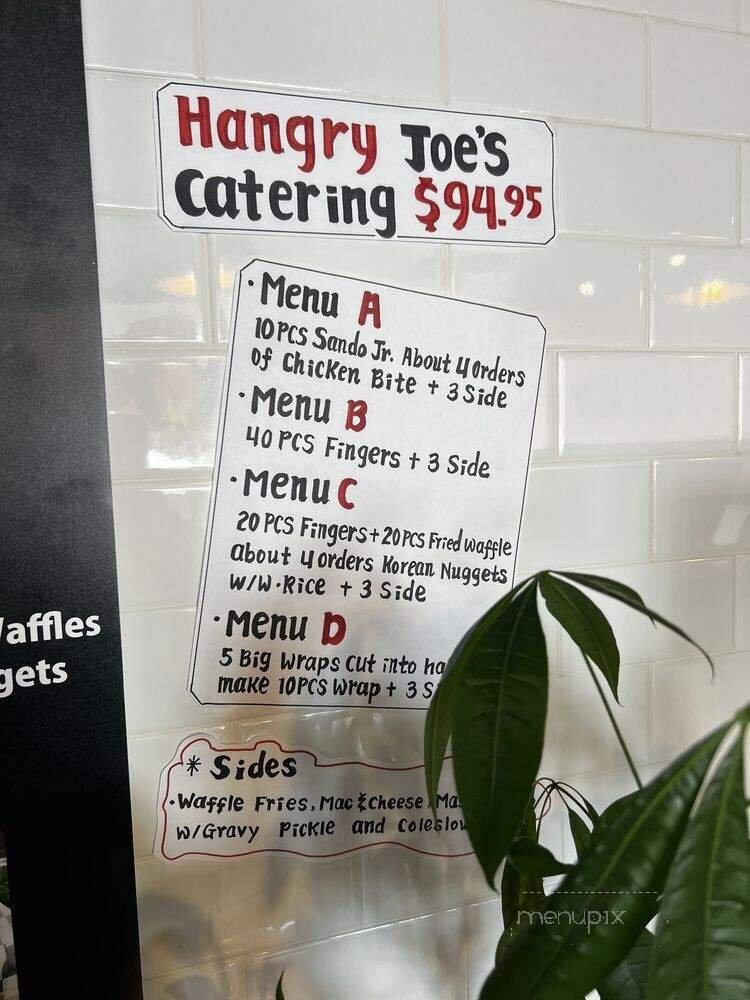 Hangry Joe's
Catering $94.95
·Menu A
10PCS Sando Jr. About 4 Orders
Of Chicken Bite + 3 Side
·Menu B
40 PCS Fingers + 3 Side
·Menu C
20 PCS Fingers + 20 PCS Fried Waffle
about 4 orders Korean Nuggets
W/W.Rice + 3 Side
·Menu D
5 Big Wraps Cut into
make 10PCS Wrap + 3
affles
gets
* Sides
·Waffle Fries, Mac & Cheese,
W/Gravy Pickle and
menupix